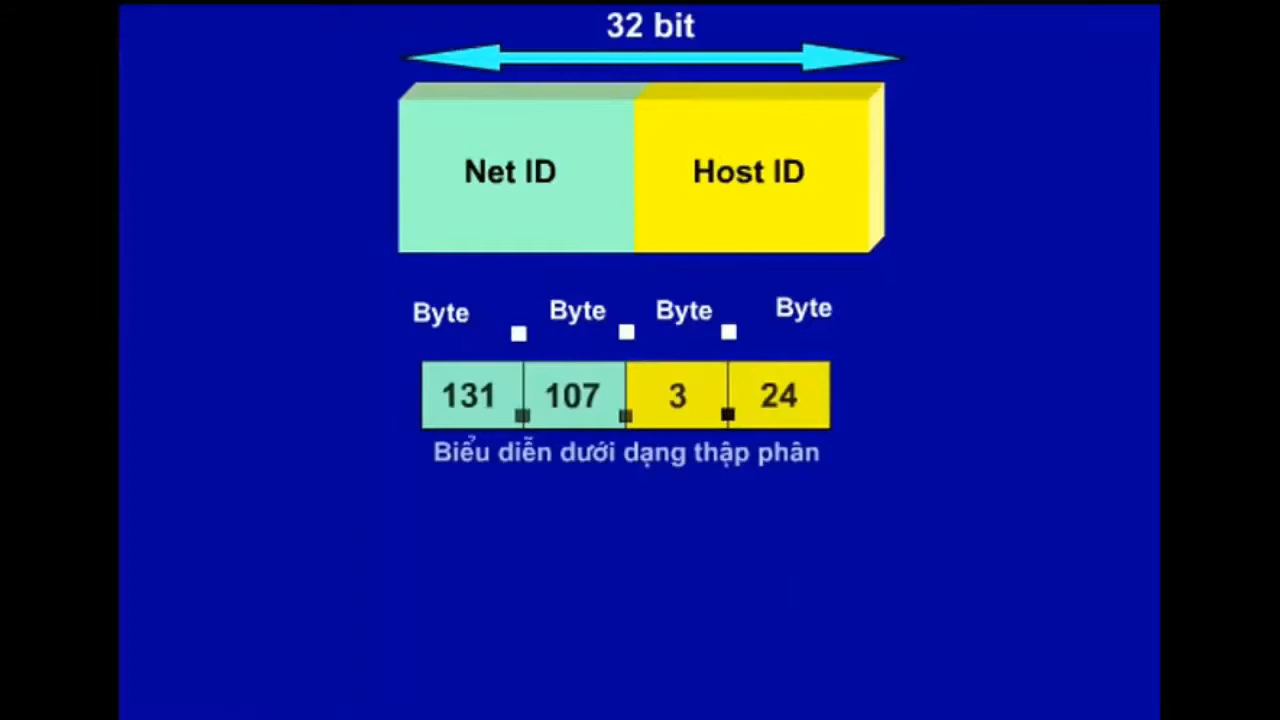 32 bit
Net ID Host ID
Byte Byte Byte Byte
131 107 3 24
Biểu diễn dưới dạng thập phân